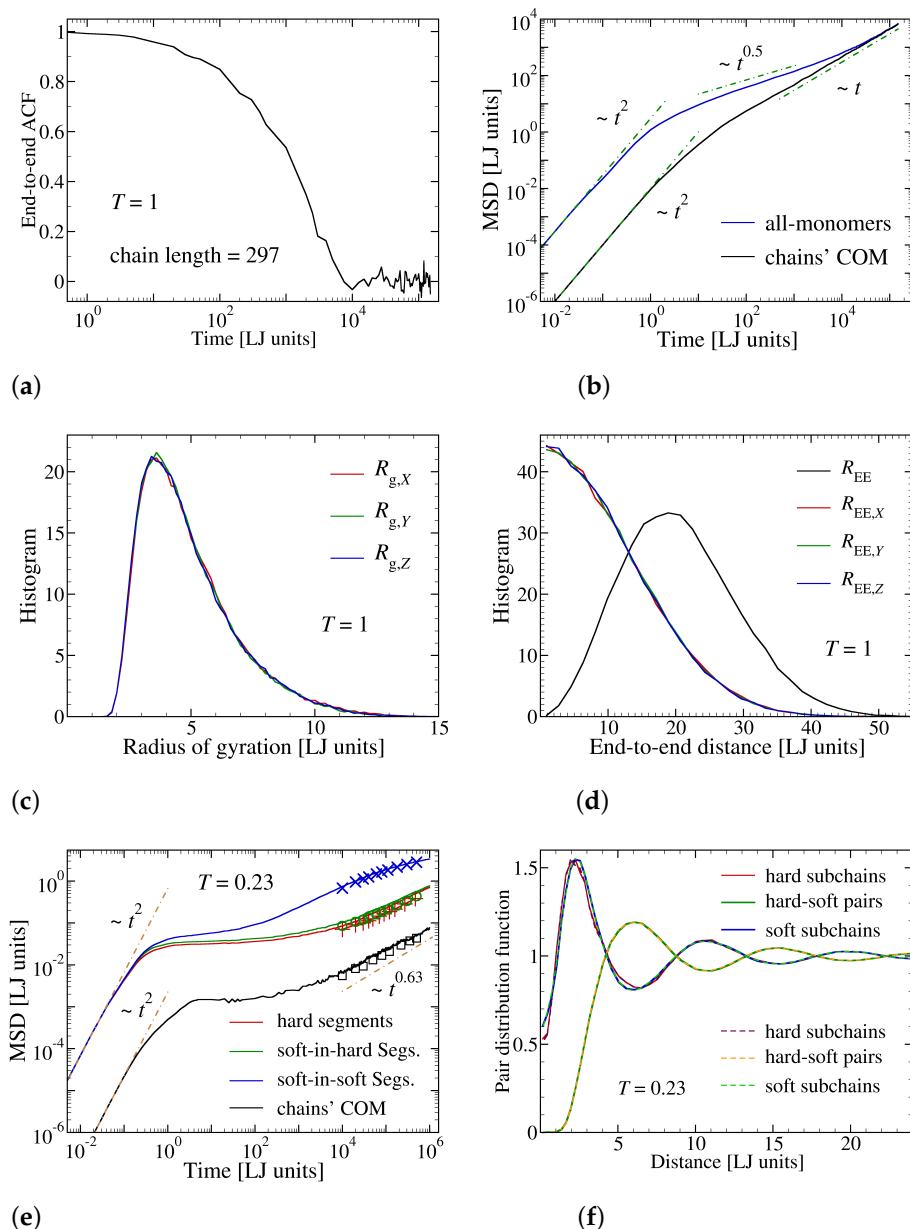 End-to-end ACF
1
0.8
0.6
0.4
0.2
0
T = 1
chain length = 297
10^0
10^2
10^4
Time [LJ units]
(a)
MSD [LJ units]
10^4
10^2
10^0
10^-2
10^-4
10^-6
~ t^2
~ t^0.5
~ t
~ t^2
all-monomers
chains' COM
10^-2
10^0
10^2
10^4
Time [LJ units]
(b)
Histogram
20
15
10
5
0
R_g,X
R_g,Y
R_g,Z
T = 1
5
10
15
Radius of gyration [LJ units]
(c)
Histogram
40
30
20
10
0
R_EE
R_EE,X
R_EE,Y
R_EE,Z
T = 1
0
10
20
30
40
50
End-to-end distance [LJ units]
(d)
MSD [LJ units]
10^0
10^-2
10^-4
10^-6
~ t^2
T = 0.23
~ t^2
~ t^0.63
hard segments
soft-in-hard Segs.
soft-in-soft Segs.
chains' COM
10^-2
10^0
10^2
10^4
10^6
Time [LJ units]
(e)
Pair distribution function
1.5
1
0.5
0
hard subchains
hard-soft pairs
soft subchains
hard subchains
hard-soft pairs
soft subchains
T = 0.23
5
10
15
20
Distance [LJ units]
(f)